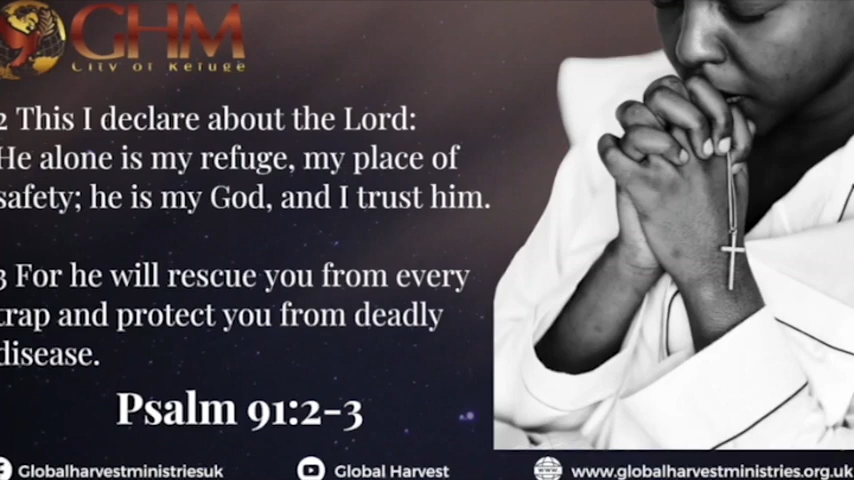 GHM
City of Refuge
2 This I declare about the Lord:
He alone is my refuge, my place of
safety; he is my God, and I trust him.
3 For he will rescue you from every
trap and protect you from deadly
disease.
Psalm 91:2-3
Globalharvestministriesuk
Global Harvest
www.globalharvestministries.org.uk